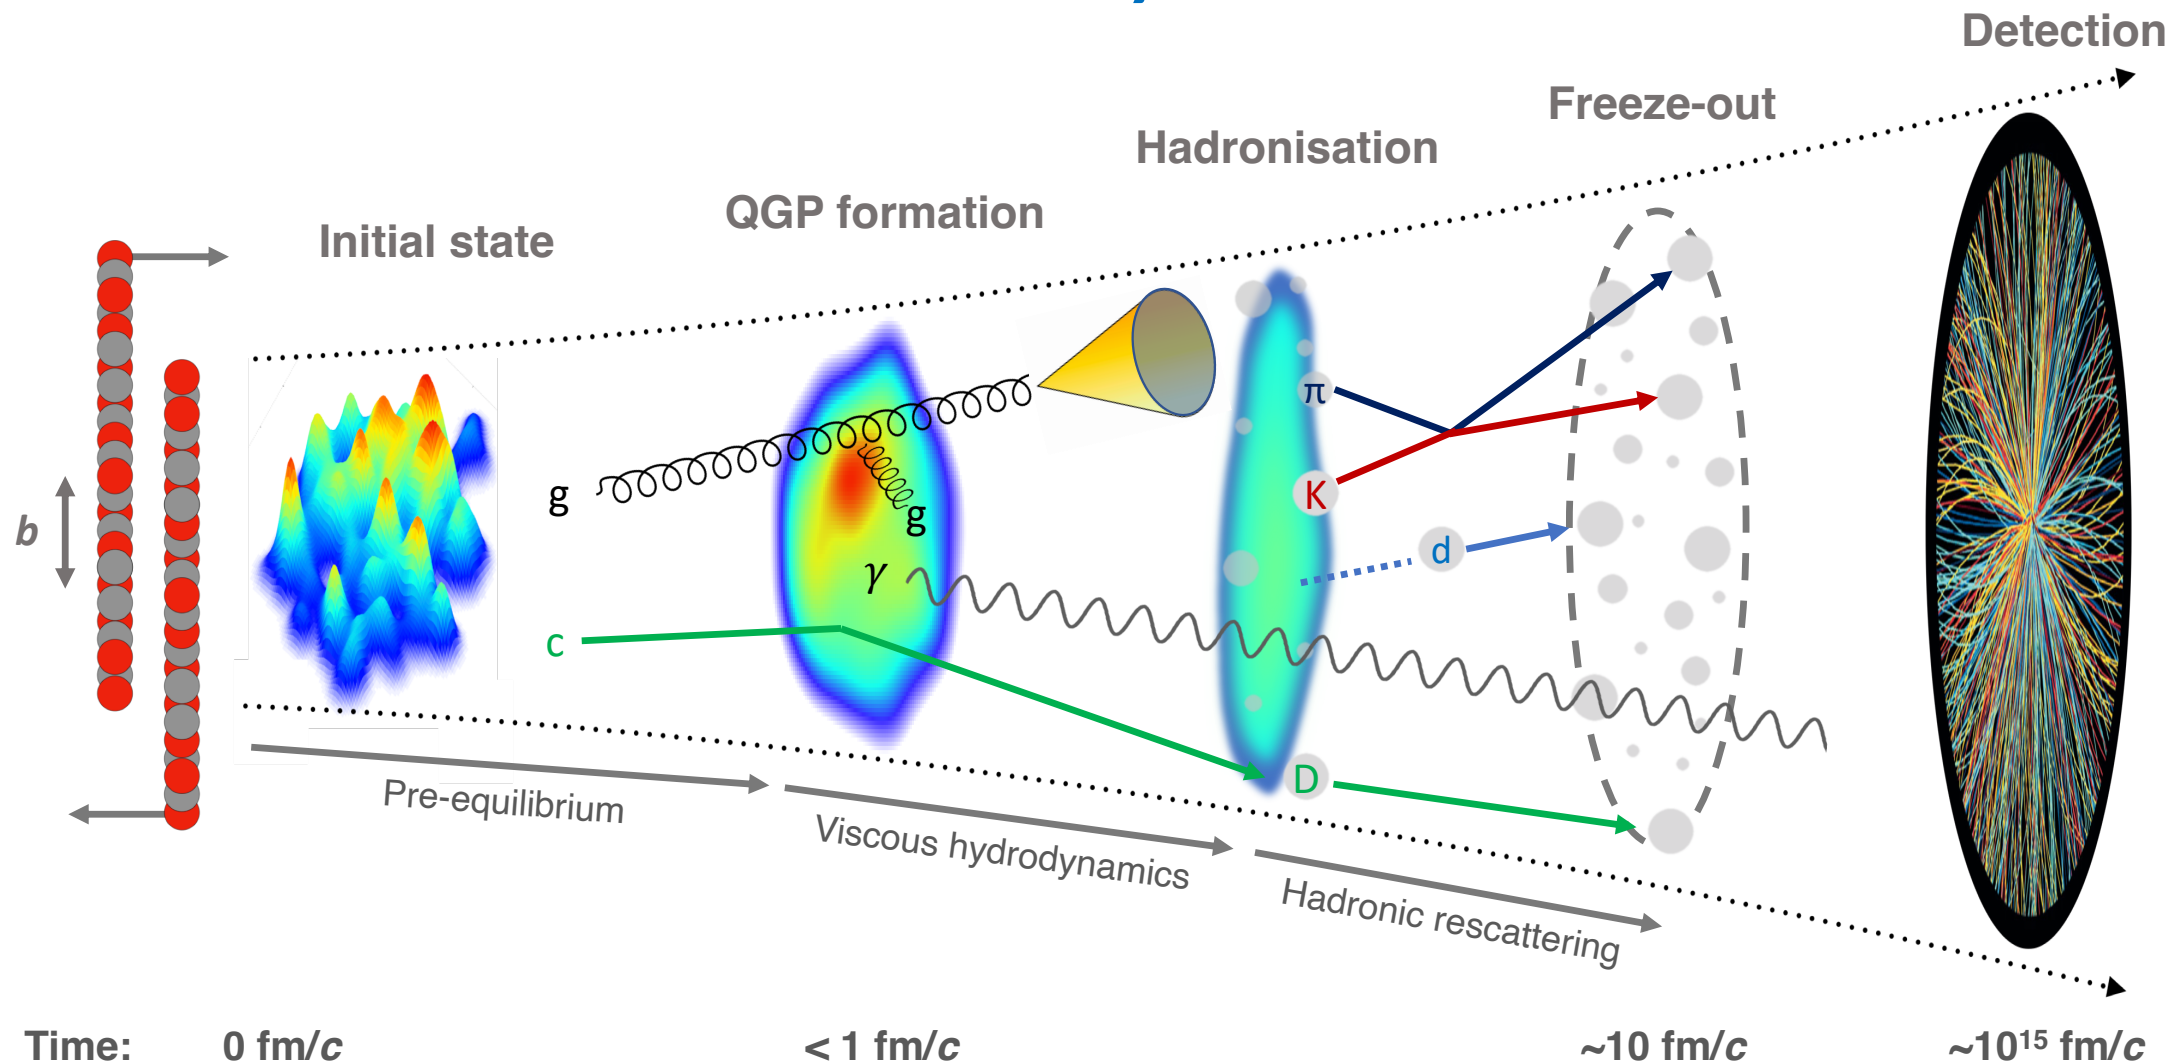 Detection
Freeze-out
Hadronisation
QGP formation
Initial state
π
g
K
b
g
d
γ
c
D
Pre-equilibrium
Viscous hydrodynamics
Hadronic rescattering
Time: 0 fm/c < 1 fm/c ~10 fm/c ~10¹⁵ fm/c